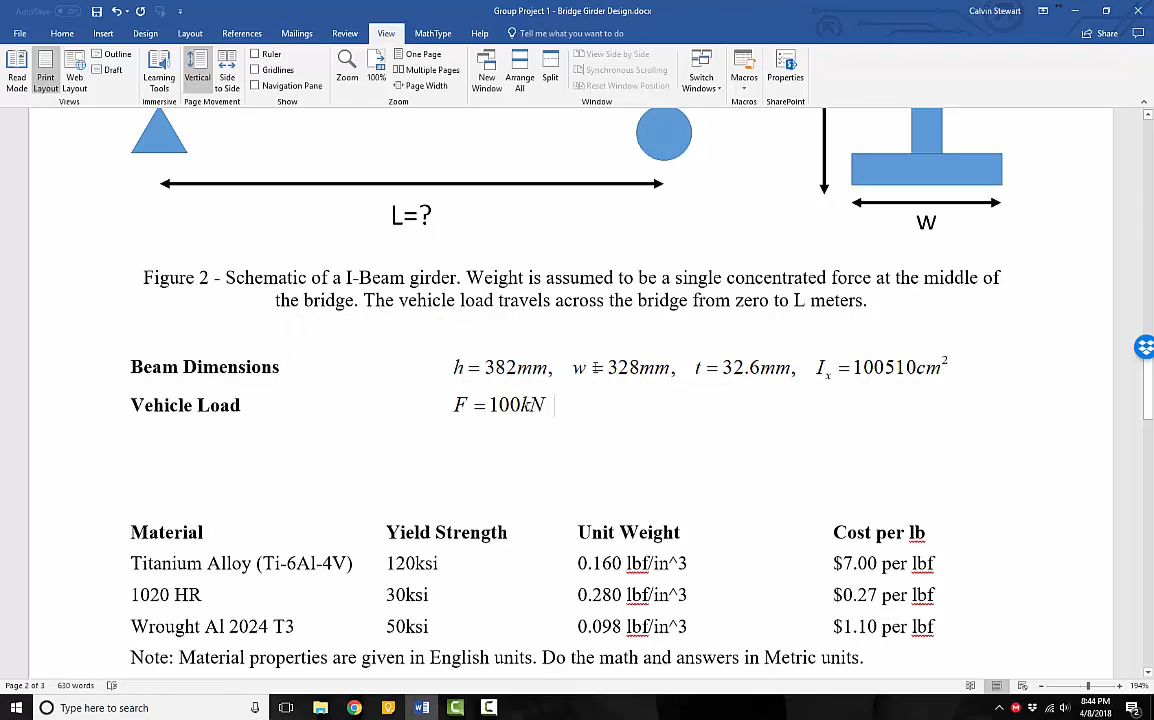 AutoSave Off
Group Project 1 - Bridge Girder Design.docx
Calvin Stewart
File Home Insert Design Layout References Mailings Review View MathType Help Tell me what you want to do Share
Read Mode
Print Layout
Web Layout
Outline
Draft
Views
Learning Tools
Immersive
Vertical
Side to Side
Page Movement
Ruler
Gridlines
Navigation Pane
Show
Zoom
100%
One Page
Multiple Pages
Page Width
Zoom
New Window
Arrange All
Split
View Side by Side
Synchronous Scrolling
Reset Window Position
Window
Switch Windows
Macros
Macros
Properties
SharePoint
L=?
W
Figure 2 - Schematic of a I-Beam girder. Weight is assumed to be a single concentrated force at the middle of
the bridge. The vehicle load travels across the bridge from zero to L meters.
Beam Dimensions h = 382mm, w = 328mm, t = 32.6mm, Ix = 100510cm^2
Vehicle Load F = 100kN
Material Yield Strength Unit Weight Cost per lb
Titanium Alloy (Ti-6Al-4V) 120ksi 0.160 lbf/in^3 $7.00 per lbf
1020 HR 30ksi 0.280 lbf/in^3 $0.27 per lbf
Wrought Al 2024 T3 50ksi 0.098 lbf/in^3 $1.10 per lbf
Note: Material properties are given in English units. Do the math and answers in Metric units.
Page 2 of 3 630 words 194%
Type here to search
8:44 PM
4/8/2018